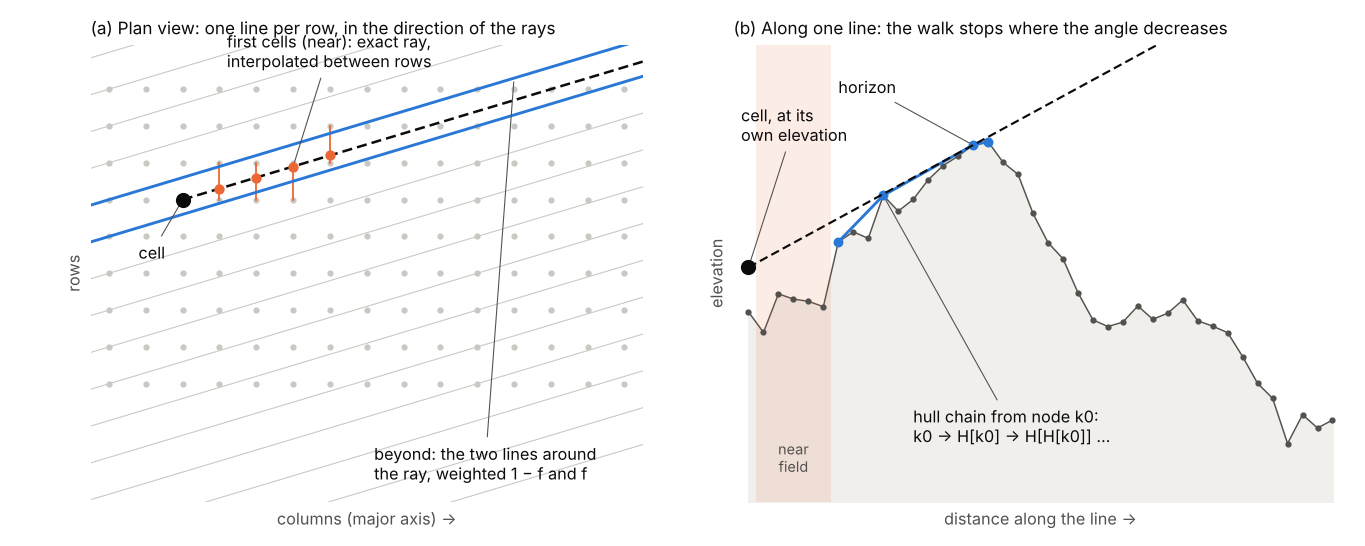 (a) Plan view: one line per row, in the direction of the rays
first cells (near): exact ray,
interpolated between rows
cell
rows
beyond: the two lines around
the ray, weighted 1 − f and f
columns (major axis) →
(b) Along one line: the walk stops where the angle decreases
horizon
cell, at its
own elevation
elevation
hull chain from node k0:
k0 → H[k0] → H[H[k0]] ...
near
field
distance along the line →